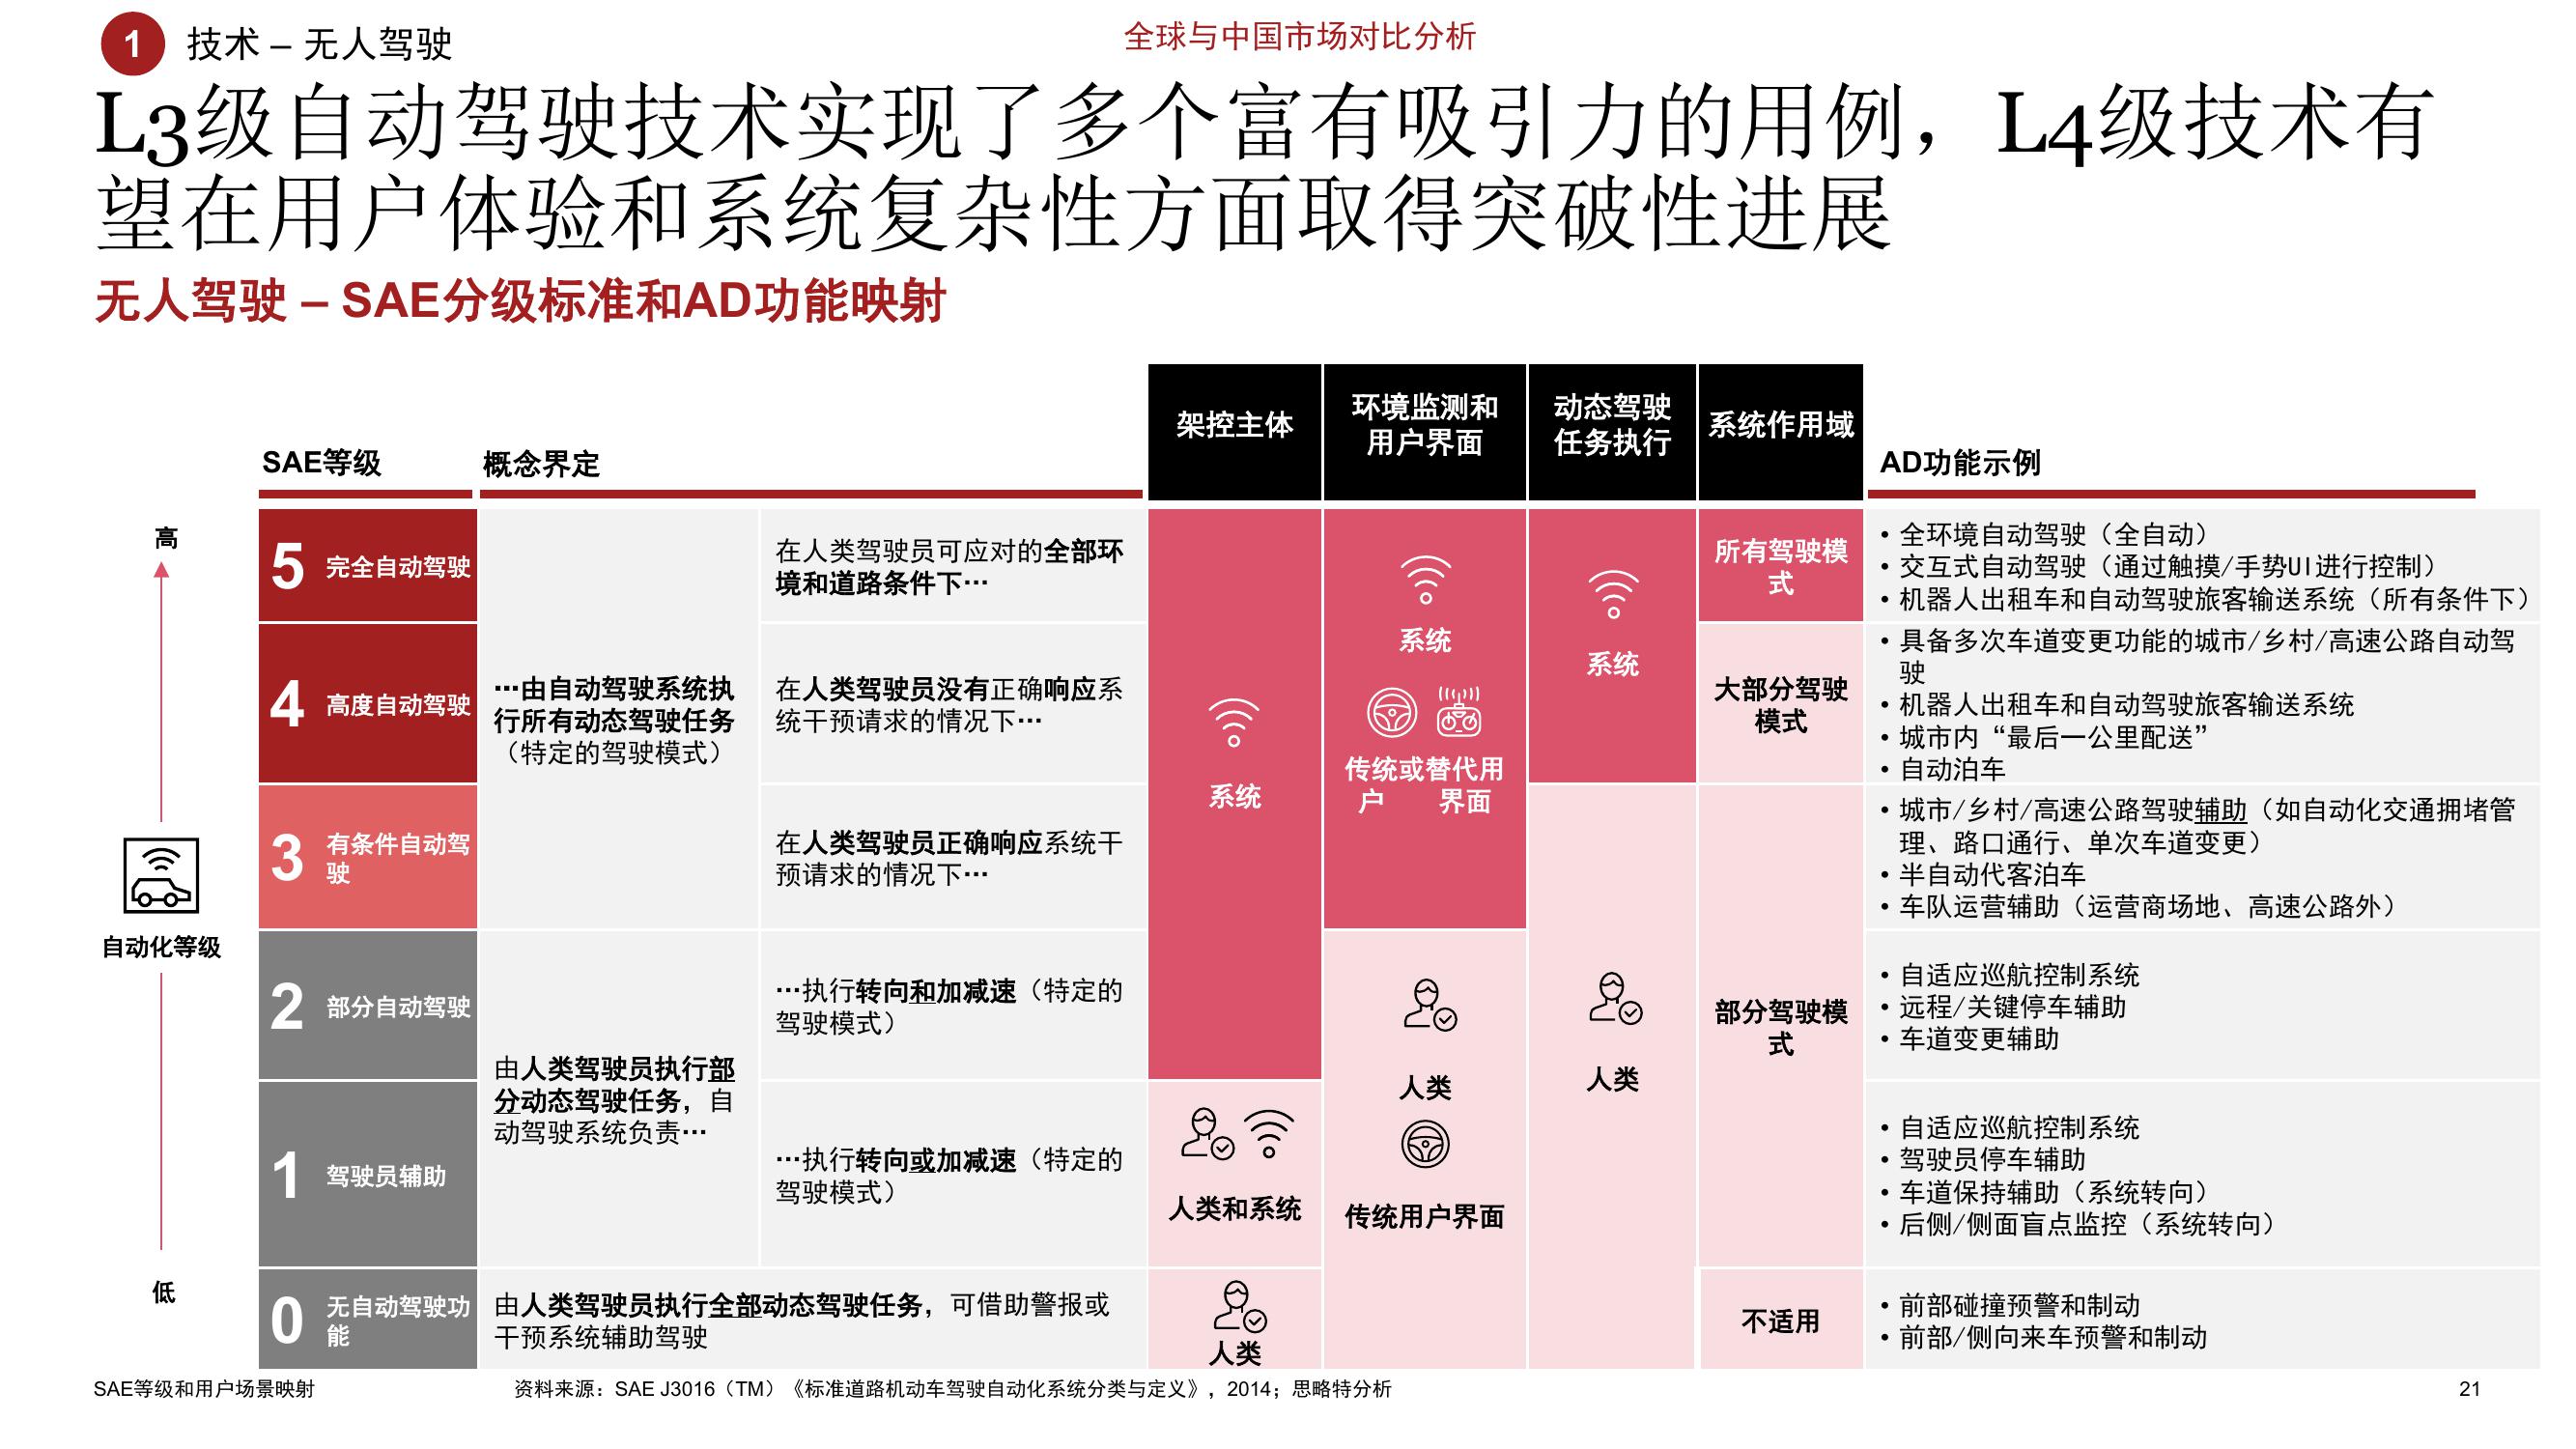 1 技术 – 无人驾驶
全球与中国市场对比分析
L3级自动驾驶技术实现了多个富有吸引力的用例，L4级技术有
望在用户体验和系统复杂性方面取得突破性进展
无人驾驶 – SAE分级标准和AD功能映射
SAE等级
概念界定
架控主体
环境监测和
用户界面
动态驾驶
任务执行
系统作用域
AD功能示例
高
自动化等级
低
5 完全自动驾驶
4 高度自动驾驶
3 有条件自动驾
驶
2 部分自动驾驶
1 驾驶员辅助
0 无自动驾驶功
能
…由自动驾驶系统执
行所有动态驾驶任务
（特定的驾驶模式）
由人类驾驶员执行部
分动态驾驶任务，自
动驾驶系统负责…
在人类驾驶员可应对的全部环
境和道路条件下…
在人类驾驶员没有正确响应系
统干预请求的情况下…
在人类驾驶员正确响应系统干
预请求的情况下…
…执行转向和加减速（特定的
驾驶模式）
…执行转向或加减速（特定的
驾驶模式）
由人类驾驶员执行全部动态驾驶任务，可借助警报或
干预系统辅助驾驶
系统
人类和系统
人类
系统
传统或替代用
户 界面
人类
传统用户界面
系统
人类
所有驾驶模
式
大部分驾驶
模式
部分驾驶模
式
不适用
• 全环境自动驾驶（全自动）
• 交互式自动驾驶（通过触摸/手势UI进行控制）
• 机器人出租车和自动驾驶旅客输送系统（所有条件下）
• 具备多次车道变更功能的城市/乡村/高速公路自动驾
驶
• 机器人出租车和自动驾驶旅客输送系统
• 城市内“最后一公里配送”
• 自动泊车
• 城市/乡村/高速公路驾驶辅助（如自动化交通拥堵管
理、路口通行、单次车道变更）
• 半自动代客泊车
• 车队运营辅助（运营商场地、高速公路外）
• 自适应巡航控制系统
• 远程/关键停车辅助
• 车道变更辅助
• 自适应巡航控制系统
• 驾驶员停车辅助
• 车道保持辅助（系统转向）
• 后侧/侧面盲点监控（系统转向）
• 前部碰撞预警和制动
• 前部/侧向来车预警和制动
SAE等级和用户场景映射
资料来源：SAE J3016（TM）《标准道路机动车驾驶自动化系统分类与定义》，2014；思略特分析
21